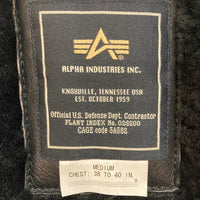 ALPHA INDUSTRIES INC.
KNOXVILLE, TENNESSEE USA
EST. OCTOBER 1959
Official U.S. Defense Dept. Contractor
PLANT INDEX No. 026200
CAGE code 3A382
MEDIUM
CHEST: 38 TO 40 IN.